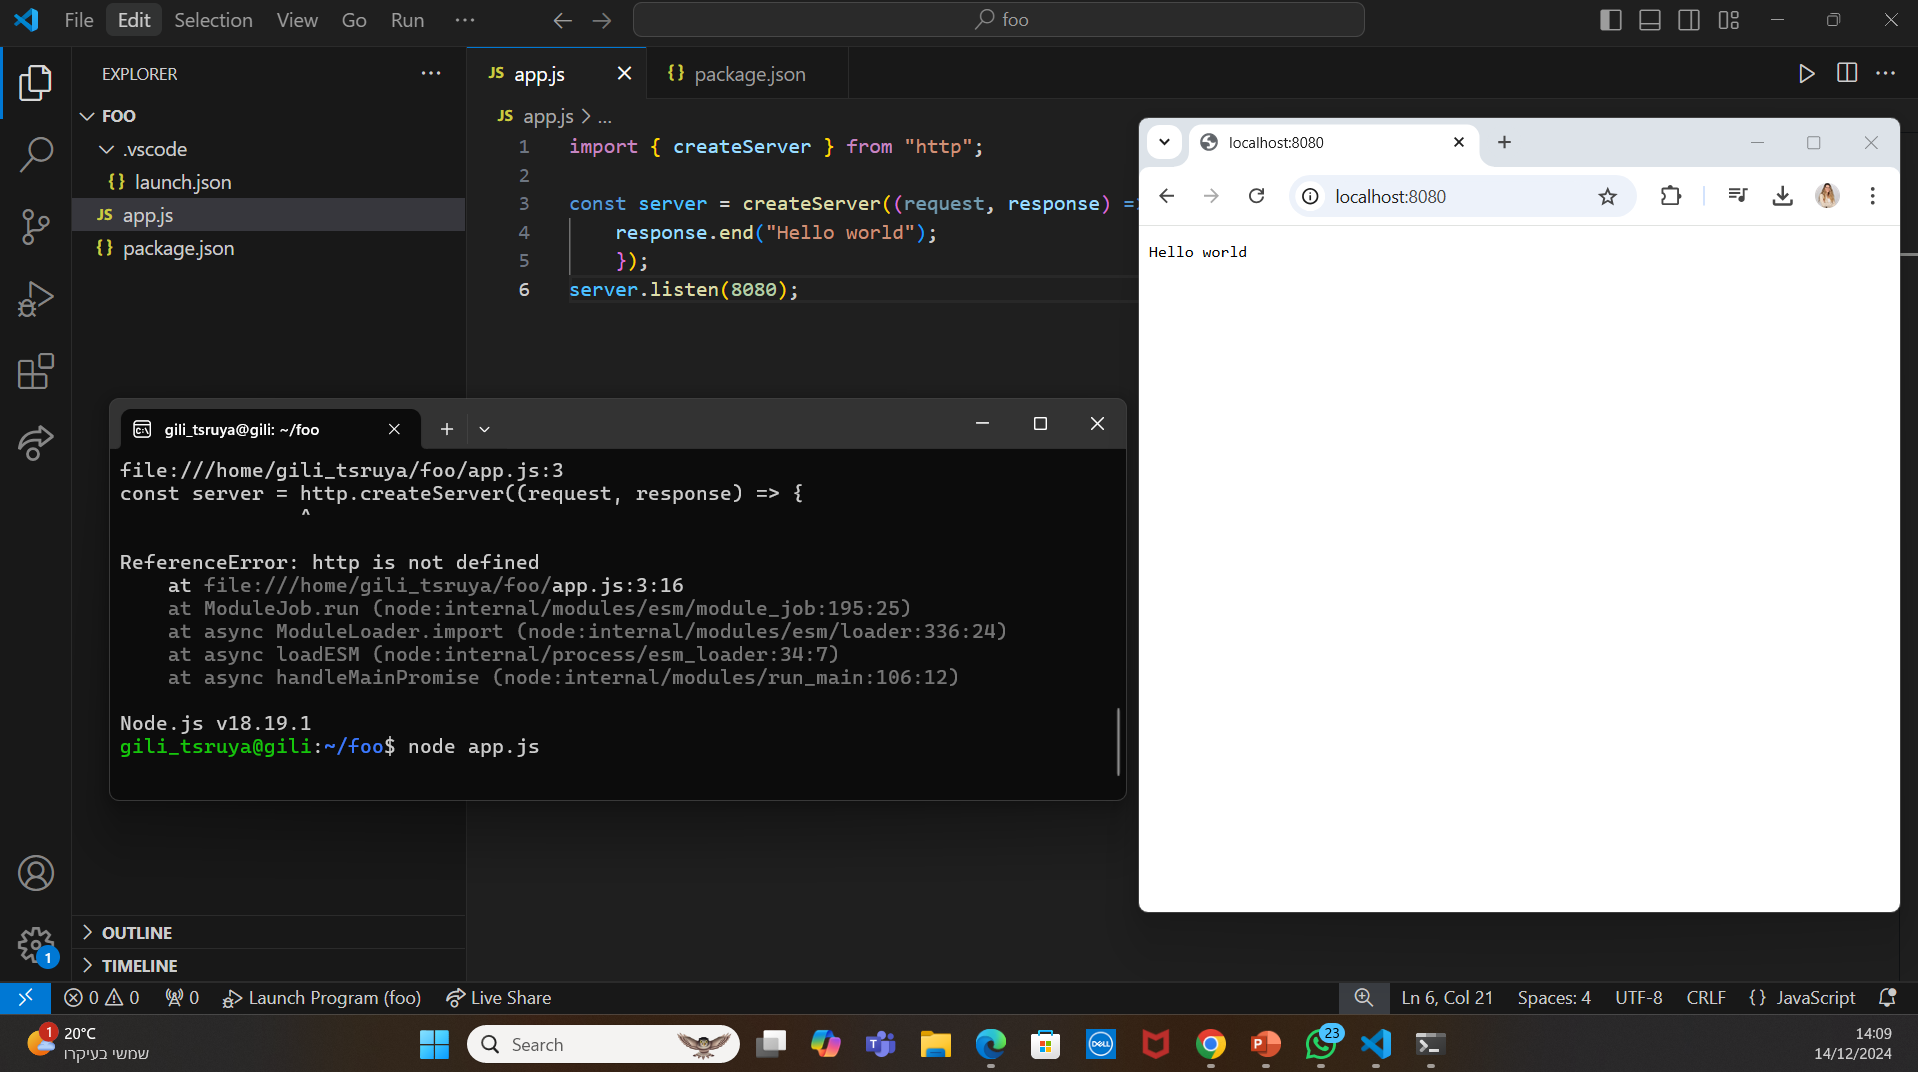 File Edit Selection View Go Run ...
foo
EXPLORER
FOO
.vscode
{} launch.json
JS app.js
{} package.json
JS app.js
{} package.json
JS app.js > ...
1 import { createServer } from "http";
2
3 const server = createServer((request, response) =>
4 response.end("Hello world");
5 });
6 server.listen(8080);
localhost:8080
localhost:8080
Hello world
gili_tsruya@gili: ~/foo
file:///home/gili_tsruya/foo/app.js:3
const server = http.createServer((request, response) => {
^
ReferenceError: http is not defined
at file:///home/gili_tsruya/foo/app.js:3:16
at ModuleJob.run (node:internal/modules/esm/module_job:195:25)
at async ModuleLoader.import (node:internal/modules/esm/loader:336:24)
at async loadESM (node:internal/process/esm_loader:34:7)
at async handleMainPromise (node:internal/modules/run_main:106:12)
Node.js v18.19.1
gili_tsruya@gili:~/foo$ node app.js
OUTLINE
TIMELINE
1
0 0 0 Launch Program (foo) Live Share
Ln 6, Col 21 Spaces: 4 UTF-8 CRLF {} JavaScript
1
20°C
שמשי בעיקרו
Search
T
DELL
P
23
14:09
14/12/2024